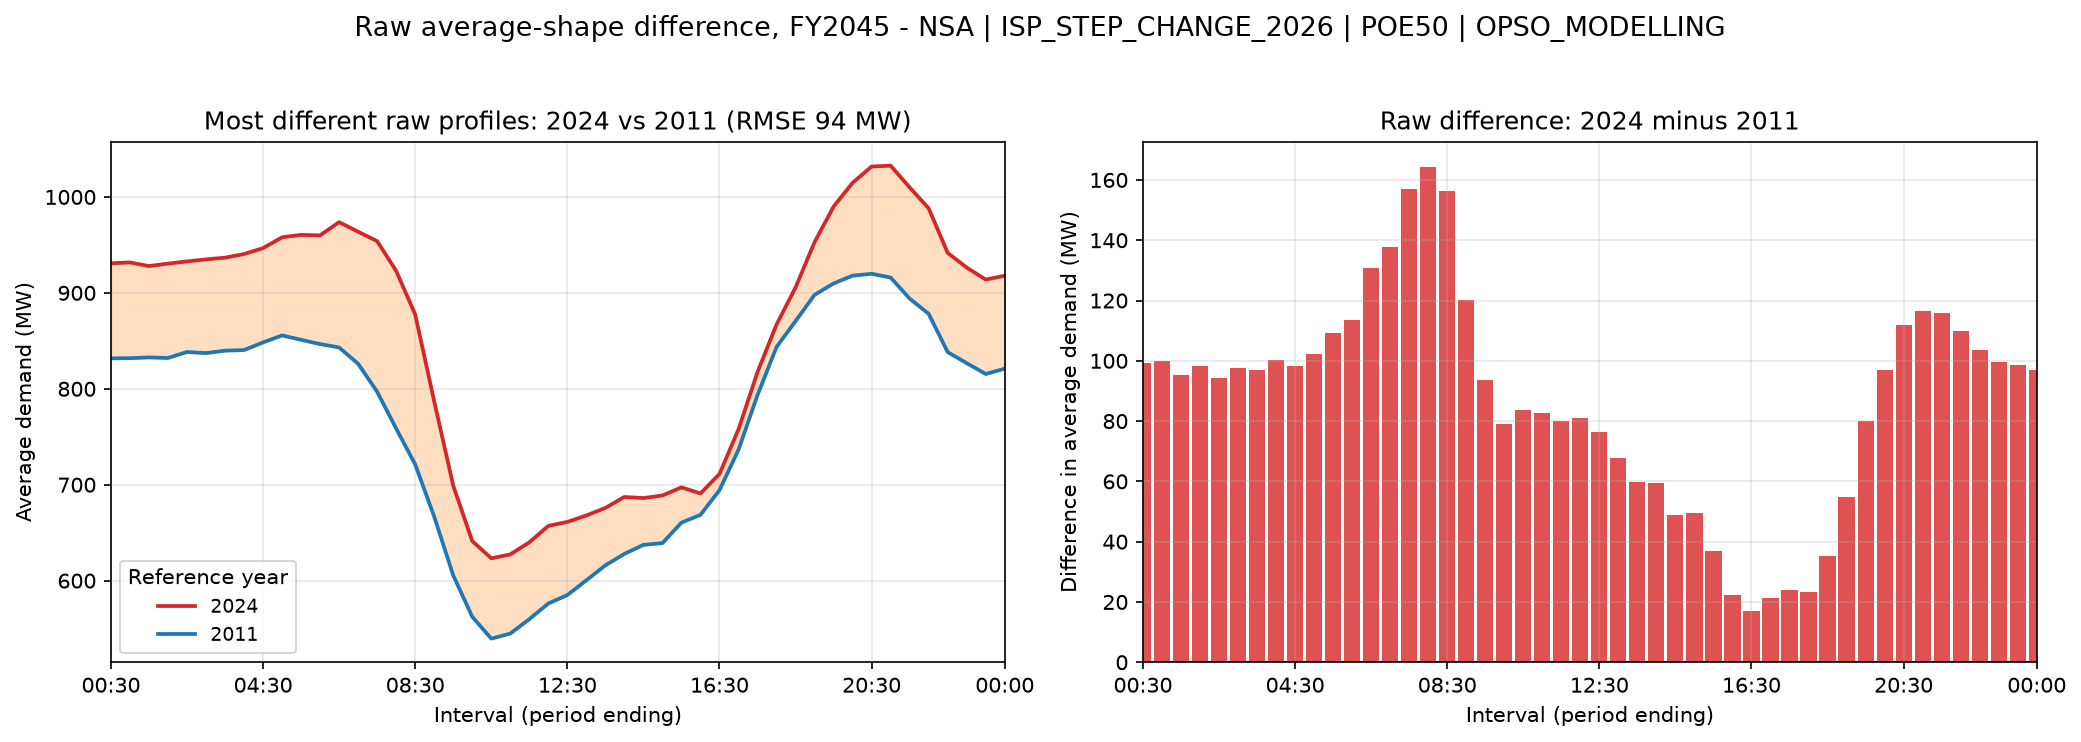 Raw average-shape difference, FY2045 - NSA | ISP_STEP_CHANGE_2026 | POE50 | OPSO_MODELLING
Most different raw profiles: 2024 vs 2011 (RMSE 94 MW)
Average demand (MW)
1000
900
800
700
600
Reference year
2024
2011
00:30 04:30 08:30 12:30 16:30 20:30 00:00
Interval (period ending)
Raw difference: 2024 minus 2011
Difference in average demand (MW)
160
140
120
100
80
60
40
20
0
00:30 04:30 08:30 12:30 16:30 20:30 00:00
Interval (period ending)